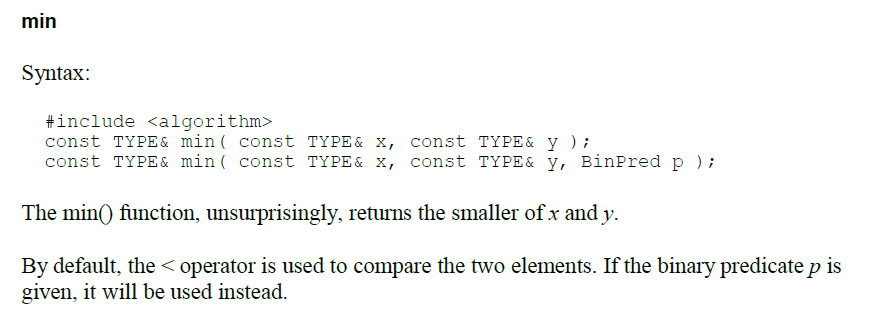 min
Syntax:
#include <algorithm>
const TYPE& min( const TYPE& x, const TYPE& y );
const TYPE& min( const TYPE& x, const TYPE& y, BinPred p );
The min() function, unsurprisingly, returns the smaller of x and y.
By default, the < operator is used to compare the two elements. If the binary predicate p is
given, it will be used instead.